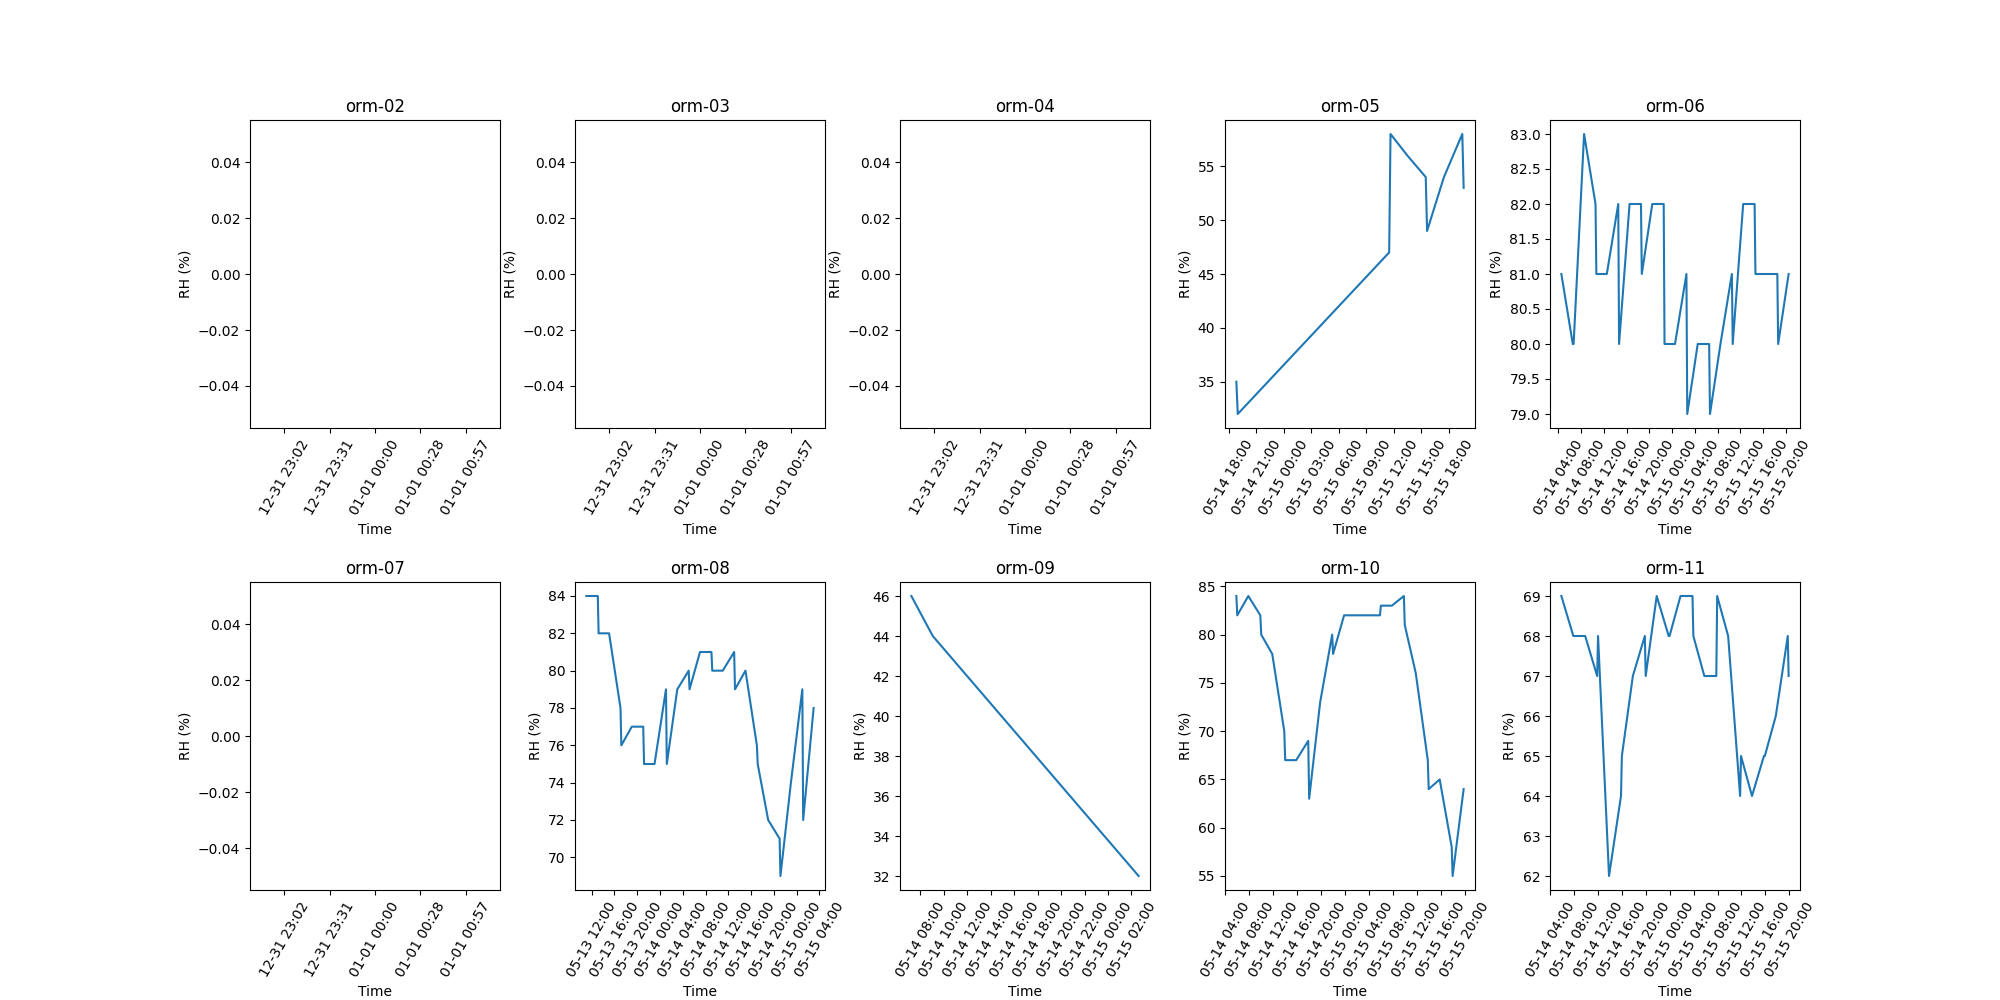 orm-02 orm-03 orm-04 orm-05 orm-06
RH (%)
0.04
0.02
0.00
−0.02
−0.04
12-31 23:02 12-31 23:31 01-01 00:00 01-01 00:28 01-01 00:57
Time
RH (%)
0.04
0.02
0.00
−0.02
−0.04
12-31 23:02 12-31 23:31 01-01 00:00 01-01 00:28 01-01 00:57
Time
RH (%)
0.04
0.02
0.00
−0.02
−0.04
12-31 23:02 12-31 23:31 01-01 00:00 01-01 00:28 01-01 00:57
Time
RH (%)
55
50
45
40
35
05-14 18:00 05-14 21:00 05-15 00:00 05-15 03:00 05-15 06:00 05-15 09:00 05-15 12:00 05-15 15:00 05-15 18:00
Time
RH (%)
83.0
82.5
82.0
81.5
81.0
80.5
80.0
79.5
79.0
05-14 04:00 05-14 08:00 05-14 12:00 05-14 16:00 05-14 20:00 05-15 00:00 05-15 04:00 05-15 08:00 05-15 12:00 05-15 16:00 05-15 20:00
Time
orm-07 orm-08 orm-09 orm-10 orm-11
RH (%)
0.04
0.02
0.00
−0.02
−0.04
12-31 23:02 12-31 23:31 01-01 00:00 01-01 00:28 01-01 00:57
Time
RH (%)
84
82
80
78
76
74
72
70
05-13 12:00 05-13 16:00 05-13 20:00 05-14 00:00 05-14 04:00 05-14 08:00 05-14 12:00 05-14 16:00 05-14 20:00 05-15 00:00 05-15 04:00
Time
RH (%)
46
44
42
40
38
36
34
32
05-14 08:00 05-14 10:00 05-14 12:00 05-14 14:00 05-14 16:00 05-14 18:00 05-14 20:00 05-14 22:00 05-15 00:00 05-15 02:00
Time
RH (%)
85
80
75
70
65
60
55
05-14 04:00 05-14 08:00 05-14 12:00 05-14 16:00 05-14 20:00 05-15 00:00 05-15 04:00 05-15 08:00 05-15 12:00 05-15 16:00 05-15 20:00
Time
RH (%)
69
68
67
66
65
64
63
62
05-14 04:00 05-14 08:00 05-14 12:00 05-14 16:00 05-14 20:00 05-15 00:00 05-15 04:00 05-15 08:00 05-15 12:00 05-15 16:00 05-15 20:00
Time